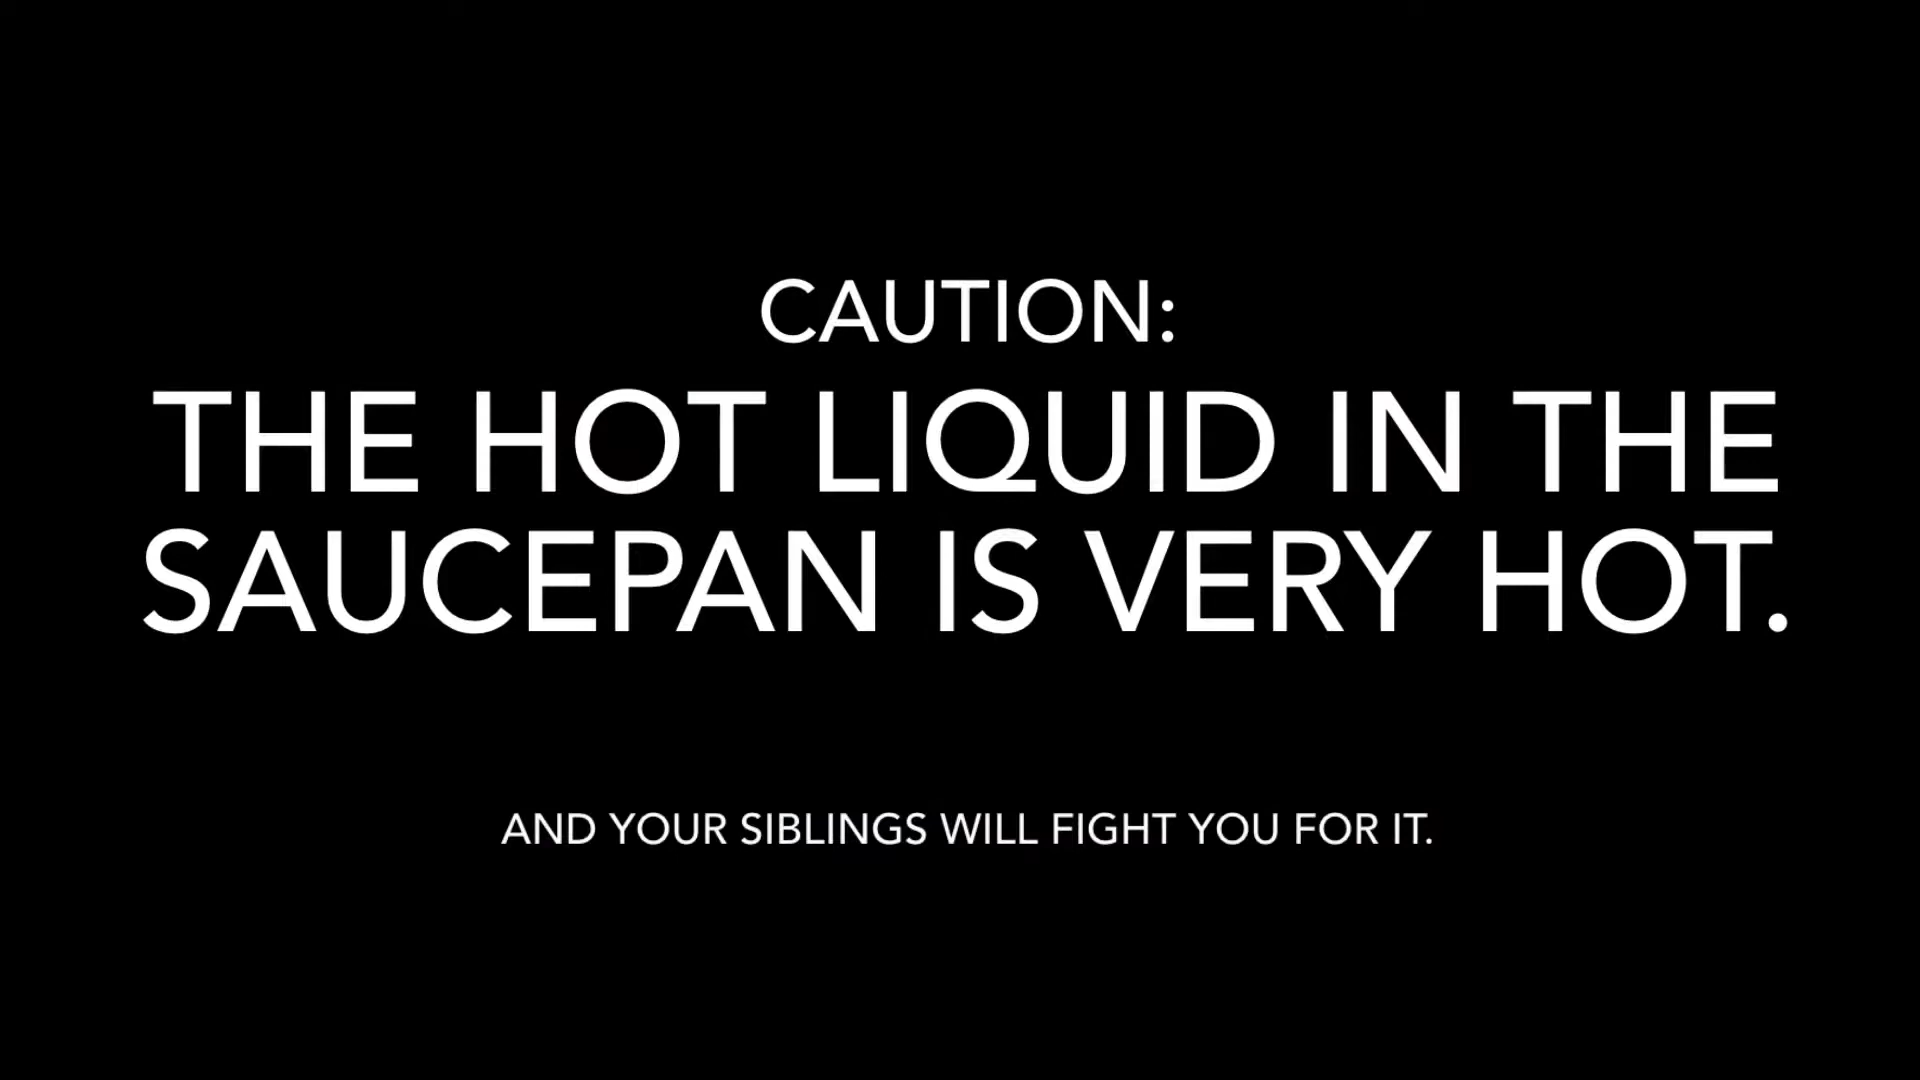 CAUTION:
THE HOT LIQUID IN THE
SAUCEPAN IS VERY HOT.
AND YOUR SIBLINGS WILL FIGHT YOU FOR IT.